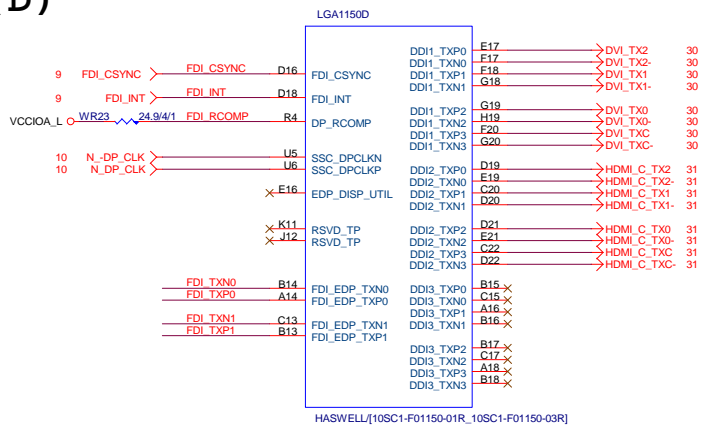 D)
LGA1150D
9 FDI_CSYNC FDI_CSYNC D16 FDI_CSYNC
9 FDI_INT FDI_INT D18 FDI_INT
VCCIOA_L WR23 24.9/4/1 FDI_RCOMP R4 DP_RCOMP
10 N_-DP_CLK U5 SSC_DPCLKN
10 N_DP_CLK U6 SSC_DPCLKP
E16 EDP_DISP_UTIL
K11 RSVD_TP
J12 RSVD_TP
FDI_TXN0 B14 FDI_EDP_TXN0
FDI_TXP0 A14 FDI_EDP_TXP0
FDI_TXN1 C13 FDI_EDP_TXN1
FDI_TXP1 B13 FDI_EDP_TXP1
DDI1_TXP0 E17 DVI_TX2 30
DDI1_TXN0 F17 DVI_TX2- 30
DDI1_TXP1 F18 DVI_TX1 30
DDI1_TXN1 G18 DVI_TX1- 30
DDI1_TXP2 G19 DVI_TX0 30
DDI1_TXN2 H19 DVI_TX0- 30
DDI1_TXP3 F20 DVI_TXC 30
DDI1_TXN3 G20 DVI_TXC- 30
DDI2_TXP0 D19 HDMI_C_TX2 31
DDI2_TXN0 E19 HDMI_C_TX2- 31
DDI2_TXP1 C20 HDMI_C_TX1 31
DDI2_TXN1 D20 HDMI_C_TX1- 31
DDI2_TXP2 D21 HDMI_C_TX0 31
DDI2_TXN2 E21 HDMI_C_TX0- 31
DDI2_TXP3 C22 HDMI_C_TXC 31
DDI2_TXN3 D22 HDMI_C_TXC- 31
DDI3_TXP0 B15
DDI3_TXN0 C15
DDI3_TXP1 A16
DDI3_TXN1 B16
DDI3_TXP2 B17
DDI3_TXN2 C17
DDI3_TXP3 A18
DDI3_TXN3 B18
HASWELL/[10SC1-F01150-01R_10SC1-F01150-03R]